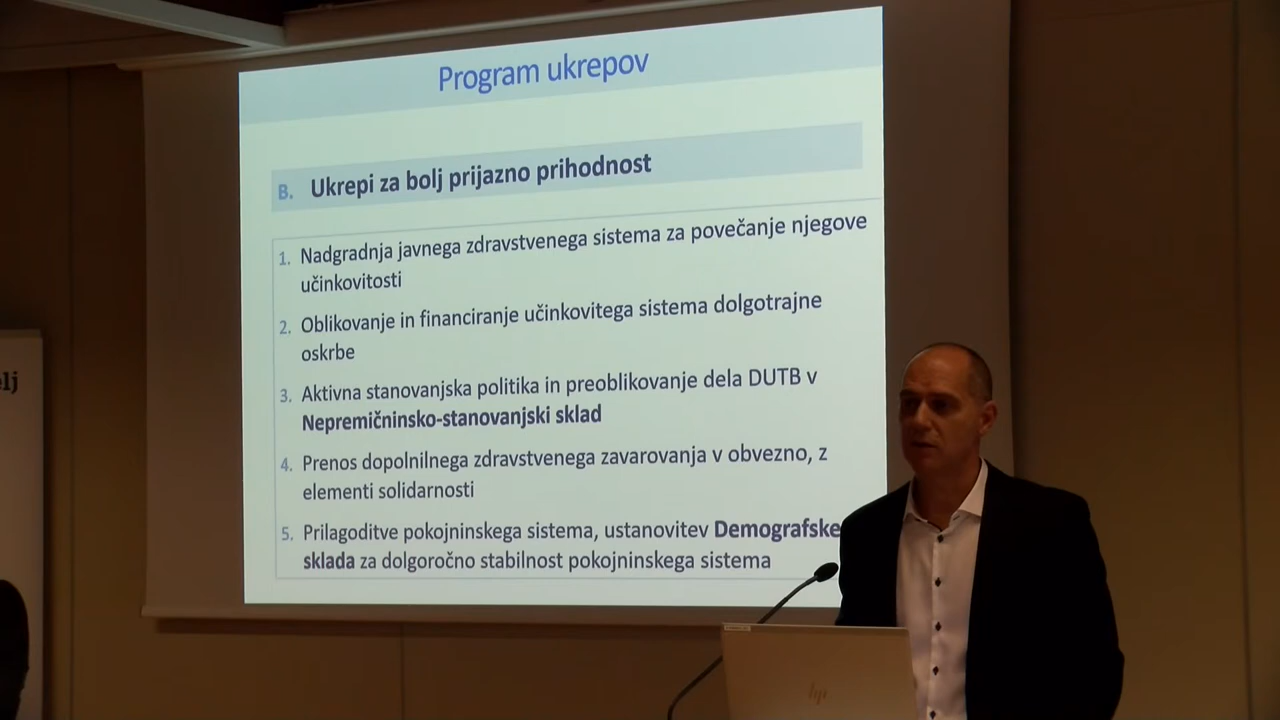 Program ukrepov
B. Ukrepi za bolj prijazno prihodnost
1. Nadgradnja javnega zdravstvenega sistema za povečanje njegove
učinkovitosti
2. Oblikovanje in financiranje učinkovitega sistema dolgotrajne
oskrbe
3. Aktivna stanovanjska politika in preoblikovanje dela DUTB v
Nepremičninsko-stanovanjski sklad
4. Prenos dopolnilnega zdravstvenega zavarovanja v obvezno, z
elementi solidarnosti
5. Prilagoditve pokojninskega sistema, ustanovitev Demografske
sklada za dolgoročno stabilnost pokojninskega sistema
elj
hp